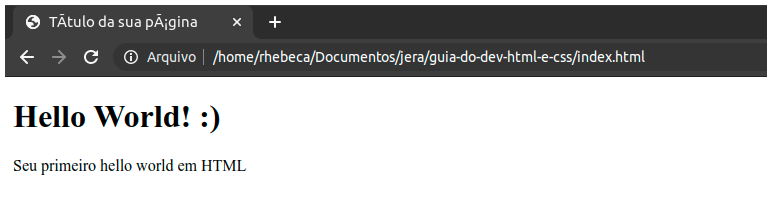 TÃtulo da sua pÃ¡gina
Arquivo | /home/rhebeca/Documentos/jera/guia-do-dev-html-e-css/index.html
Hello World! :)
Seu primeiro hello world em HTML